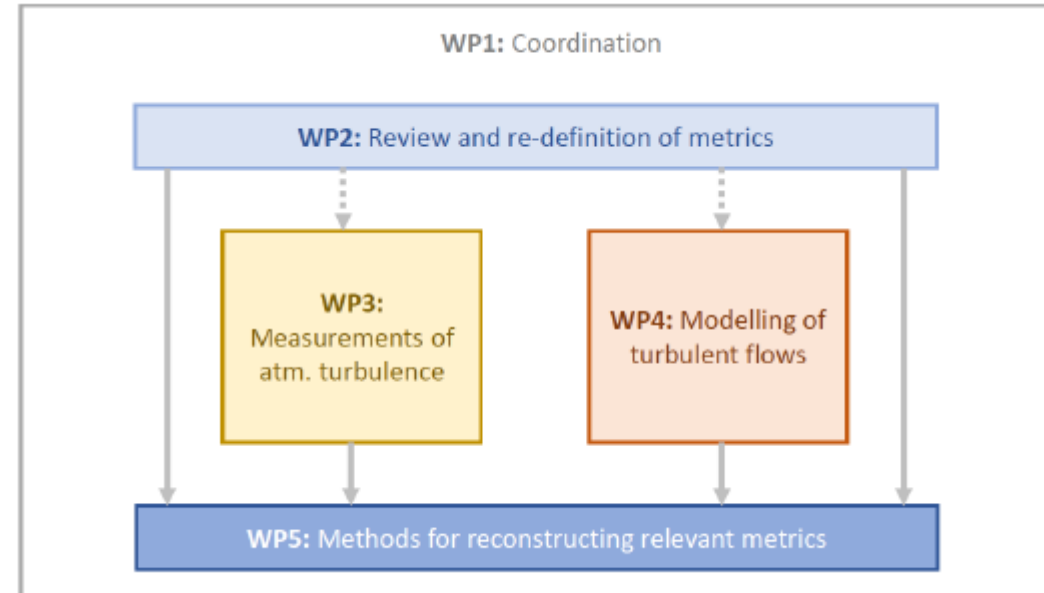 WP1: Coordination
WP2: Review and re-definition of metrics
WP3:
Measurements of
atm. turbulence
WP4: Modelling of
turbulent flows
WP5: Methods for reconstructing relevant metrics